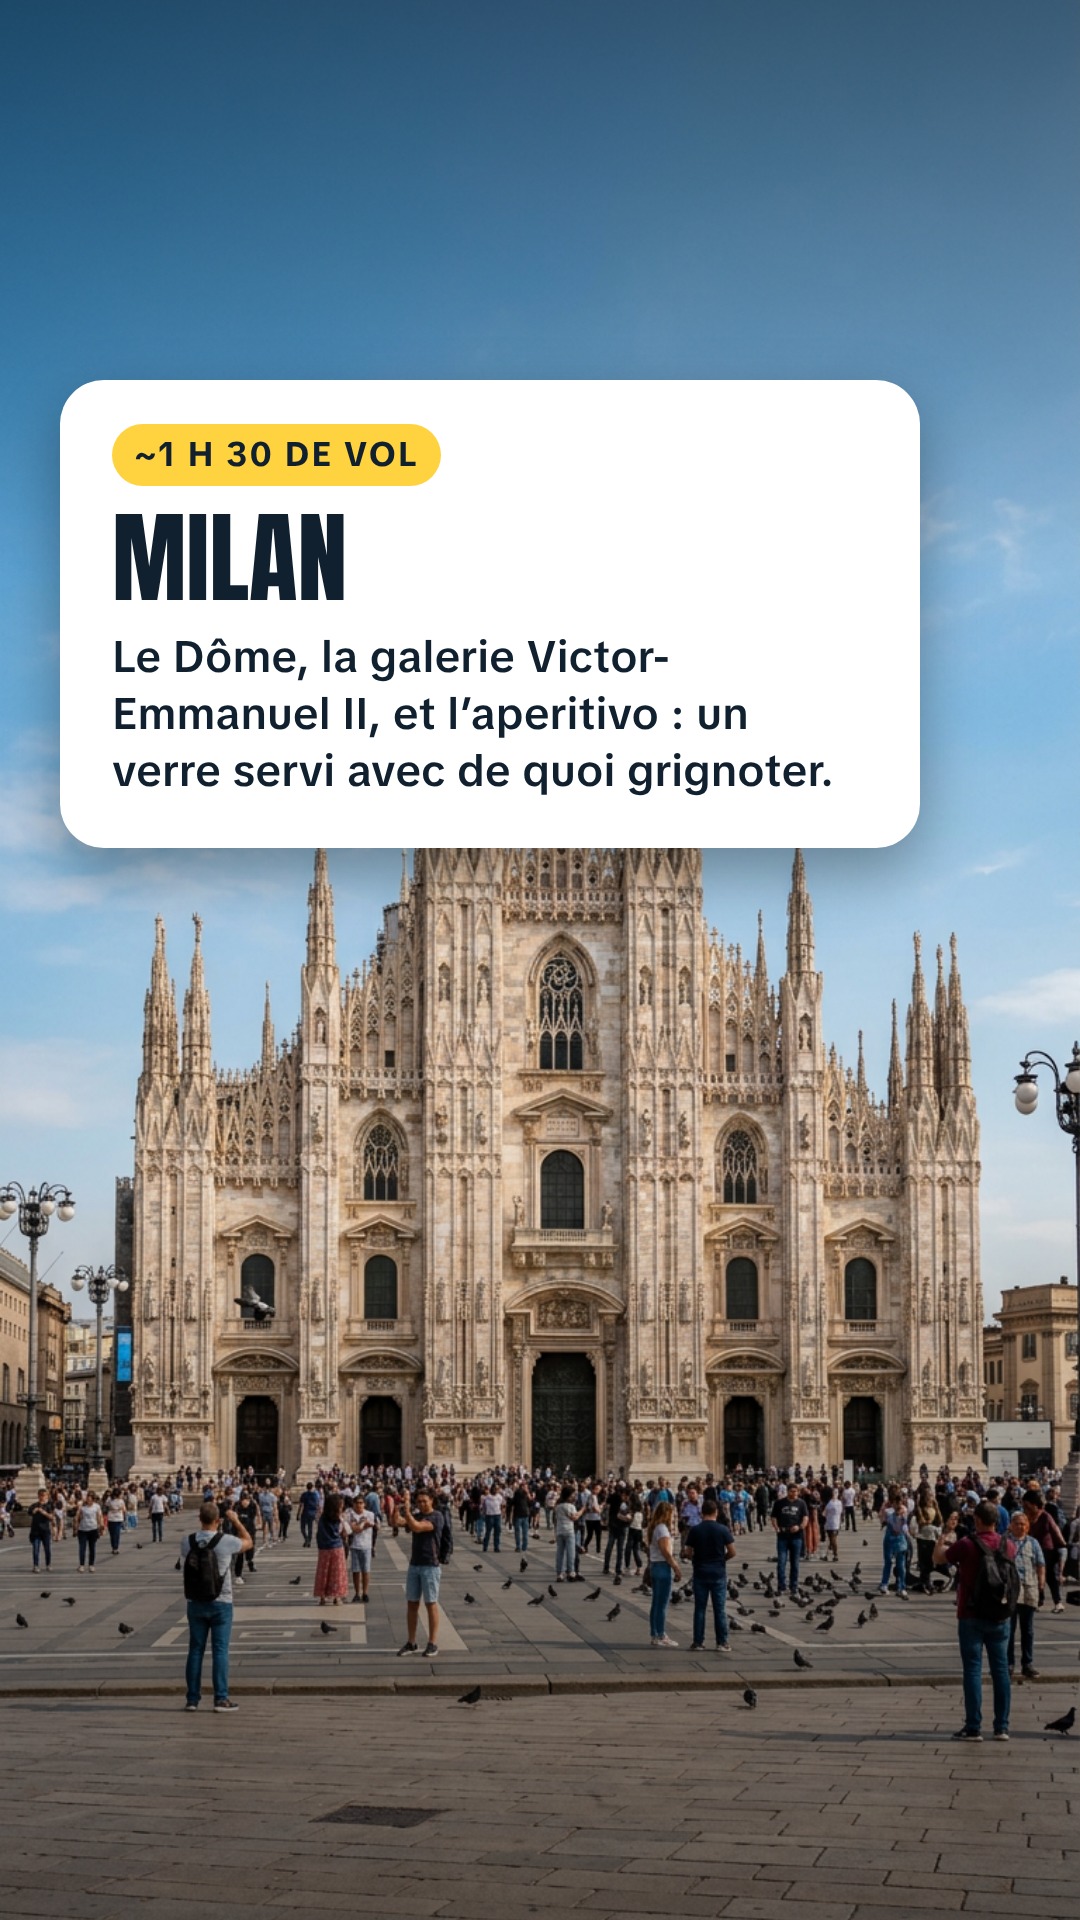 ~1 H 30 DE VOL
MILAN
Le Dôme, la galerie Victor-
Emmanuel II, et l’aperitivo : un
verre servi avec de quoi grignoter.